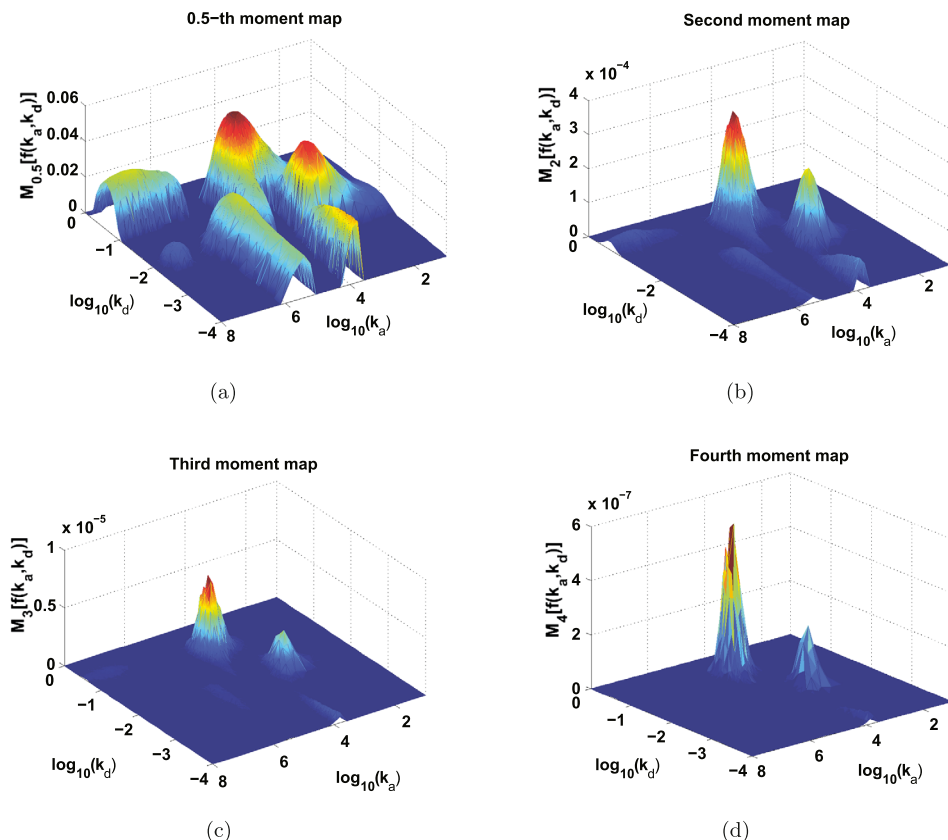 0.5−th moment map
M0.5[f(ka,kd)]
0.06
0.04
0.02
0
0
−1
−2
−3
−4
log10(kd)
8
6
4
2
log10(ka)
(a)
Second moment map
x 10−4
M2[f(ka,kd)]
4
3
2
1
0
0
−2
−4
log10(kd)
8
6
4
2
log10(ka)
(b)
Third moment map
x 10−5
M3[f(ka,kd)]
1
0.5
0
0
−1
−2
−3
−4
log10(kd)
8
6
4
2
log10(ka)
(c)
Fourth moment map
x 10−7
M4[f(ka,kd)]
6
4
2
0
0
−1
−2
−3
−4
log10(kd)
8
6
4
2
log10(ka)
(d)